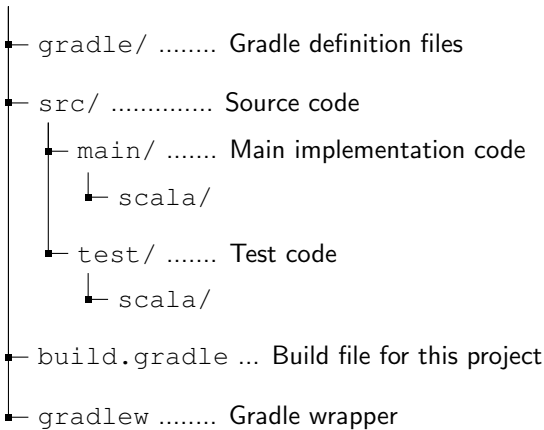 gradle/ ........ Gradle definition files
src/ .............. Source code
main/ ....... Main implementation code
scala/
test/ ....... Test code
scala/
build.gradle ... Build file for this project
gradlew ........ Gradle wrapper